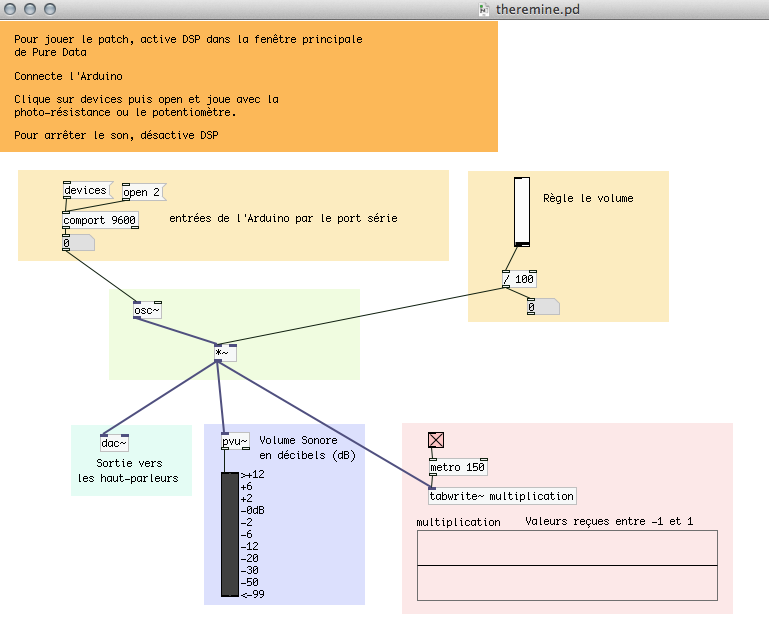 theremine.pd
Pour jouer le patch, active DSP dans la fenêtre principale
de Pure Data
Connecte l'Arduino
Clique sur devices puis open et joue avec la
photo-résistance ou le potentiomètre.
Pour arrêter le son, désactive DSP
devices
open 2
comport 9600
entrées de l'Arduino par le port série
0
Règle le volume
/ 100
0
osc~
*~
dac~
Sortie vers
les haut-parleurs
pvu~
Volume Sonore
en décibels (dB)
>+12
+6
+2
-0dB
-2
-6
-12
-20
-30
-50
<-99
metro 150
tabwrite~ multiplication
multiplication
Valeurs reçues entre -1 et 1